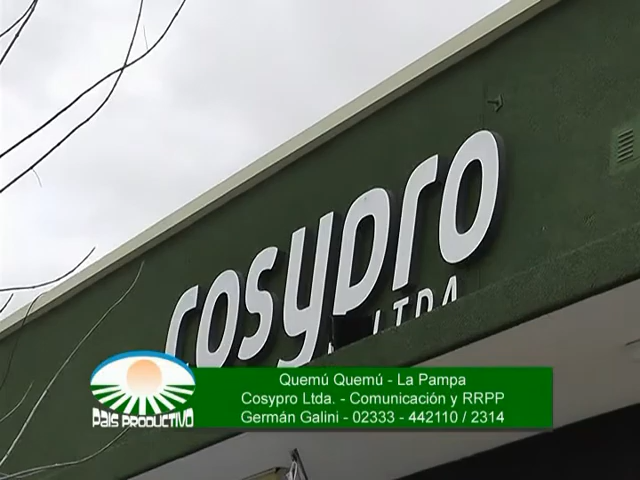 cosypro
LTDA
PAIS PRODUCTIVO
Quemú Quemú - La Pampa
Cosypro Ltda. - Comunicación y RRPP
Germán Galini - 02333 - 442110 / 2314